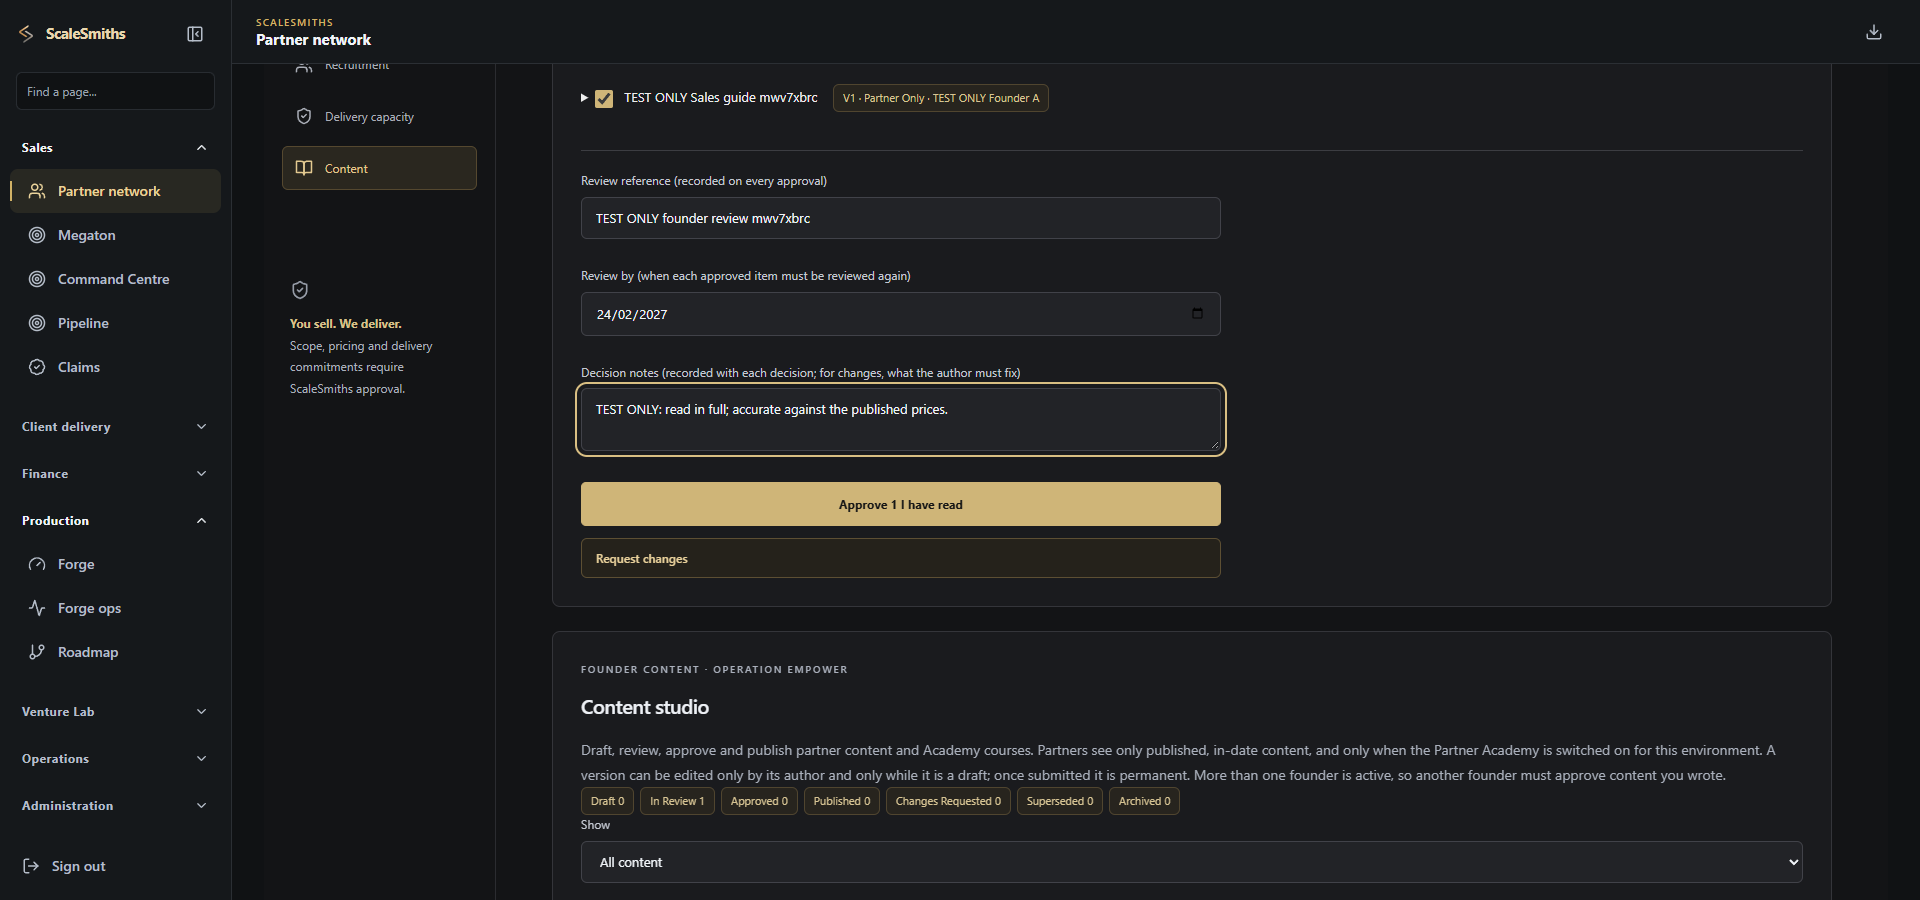 ScaleSmiths
Find a page...
Sales
Partner network
Megaton
Command Centre
Pipeline
Claims
Client delivery
Finance
Production
Forge
Forge ops
Roadmap
Venture Lab
Operations
Administration
Sign out
SCALESMITHS
Partner network
Recruitment
Delivery capacity
Content
You sell. We deliver.
Scope, pricing and delivery
commitments require
ScaleSmiths approval.
TEST ONLY Sales guide mwv7xbrc
V1 · Partner Only · TEST ONLY Founder A
Review reference (recorded on every approval)
TEST ONLY founder review mwv7xbrc
Review by (when each approved item must be reviewed again)
24/02/2027
Decision notes (recorded with each decision; for changes, what the author must fix)
TEST ONLY: read in full; accurate against the published prices.
Approve 1 I have read
Request changes
FOUNDER CONTENT · OPERATION EMPOWER
Content studio
Draft, review, approve and publish partner content and Academy courses. Partners see only published, in-date content, and only when the Partner Academy is switched on for this environment. A
version can be edited only by its author and only while it is a draft; once submitted it is permanent. More than one founder is active, so another founder must approve content you wrote.
Draft 0
In Review 1
Approved 0
Published 0
Changes Requested 0
Superseded 0
Archived 0
Show
All content